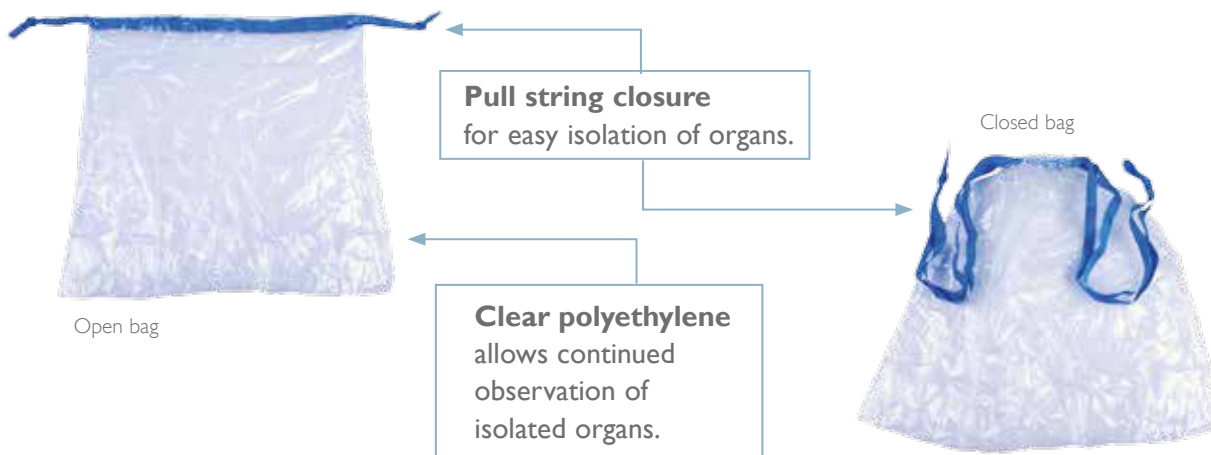 Pull string closure
for easy isolation of organs.
Closed bag
Open bag
Clear polyethylene
allows continued
observation of
isolated organs.